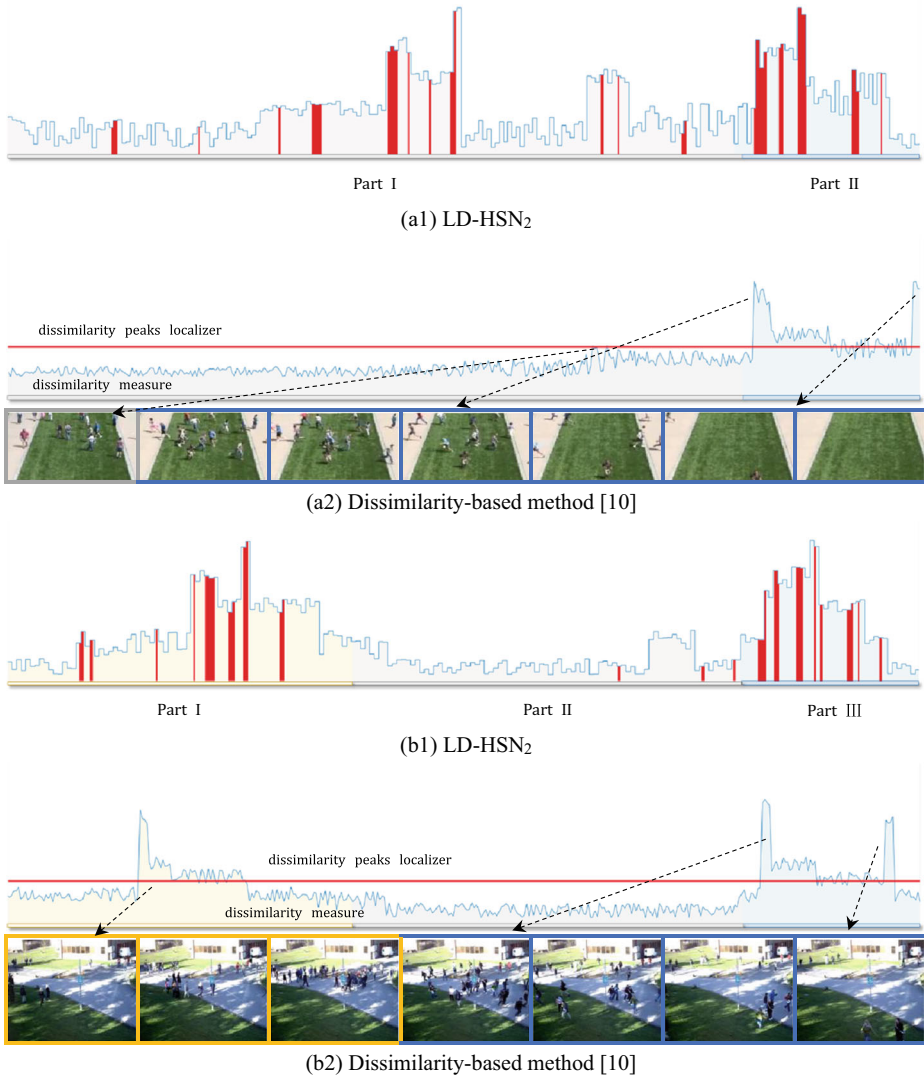 Part I Part II
(a1) LD-HSN₂
dissimilarity peaks localizer
dissimilarity measure
(a2) Dissimilarity-based method [10]
Part I Part II Part III
(b1) LD-HSN₂
dissimilarity peaks localizer
dissimilarity measure
(b2) Dissimilarity-based method [10]